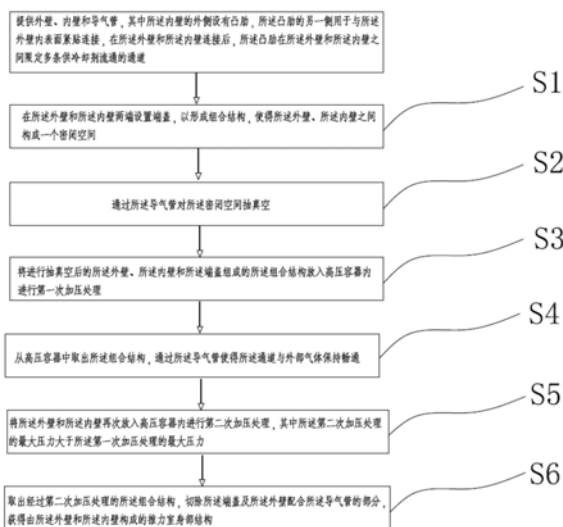 提供外壁、内壁和导气管，其中所述内壁的外侧设有凸肋，所述凸肋的另一侧用于与所
述外壁内表面紧贴连接，在所述外壁和所述内壁连接后，所述凸肋在所述外壁和所述内壁之
间限定多条供冷却剂流通的通道
S1
在所述外壁和所述内壁两端设置端盖，以形成组合结构，使得所述外壁、所述内壁之间
构成一个密闭空间
S2
通过所述导气管对所述密闭空间抽真空
S3
将进行抽真空后的所述外壁、所述内壁和所述端盖组成的所述组合结构放入高压容器内
进行第一次加压处理
S4
从高压容器中取出所述组合结构，通过所述导气管使得所述通道与外部气体保持畅通
S5
将所述外壁和所述内壁再次放入高压容器内进行第二次加压处理，其中所述第二次加压处理
的最大压力大于所述第一次加压处理的最大压力
S6
取出经过第二次加压处理的所述组合结构，切除所述端盖及所述外壁配合所述导气管的部分，
获得由所述外壁和所述内壁构成的推力室身部结构